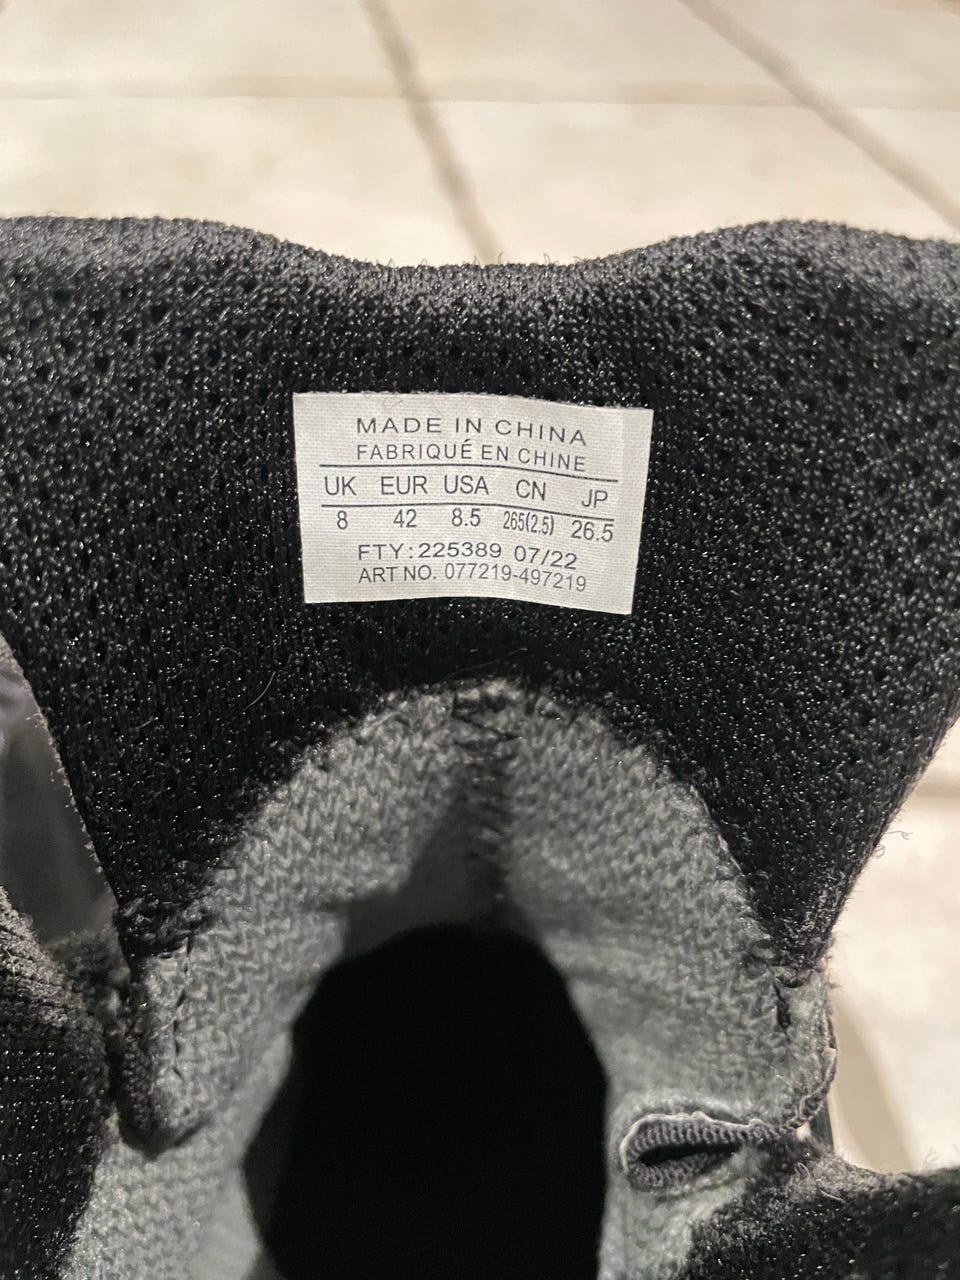 MADE IN CHINA
FABRIQUÉ EN CHINE
UK EUR USA CN JP
8 42 8.5 265(2.5) 26.5
FTY: 225389 07/22
ART NO. 077219-497219